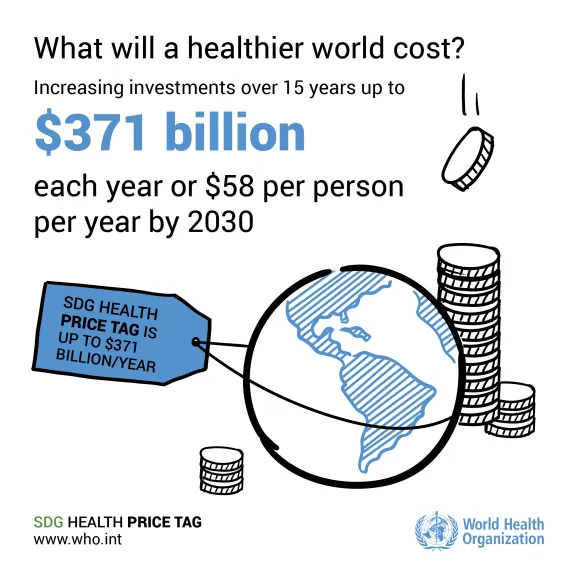 What will a healthier world cost?
Increasing investments over 15 years up to
$371 billion
each year or $58 per person
per year by 2030
SDG HEALTH
PRICE TAG IS
UP TO $371
BILLION/YEAR
SDG HEALTH PRICE TAG
www.who.int
World Health
Organization